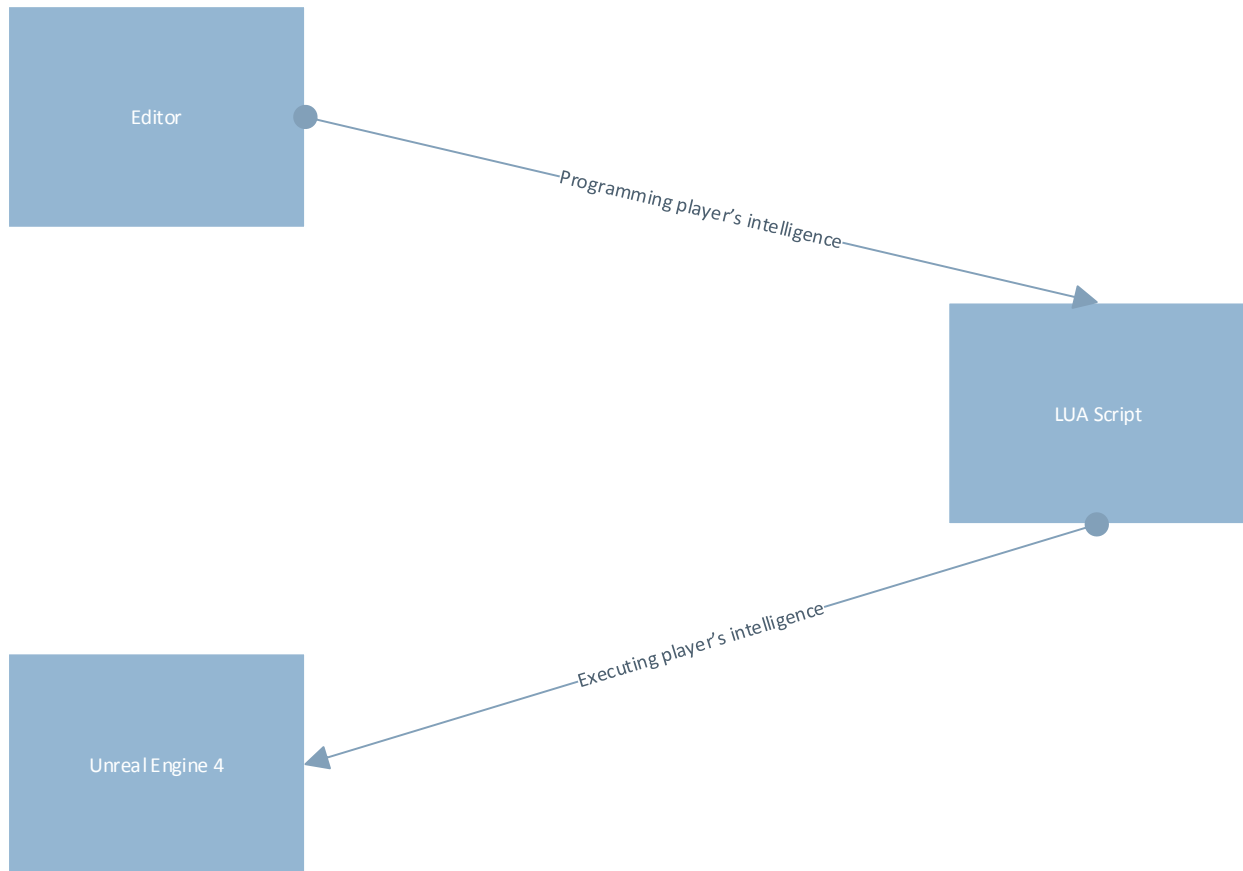 Editor
Programming player’s intelligence
LUA Script
Executing player’s intelligence
Unreal Engine 4